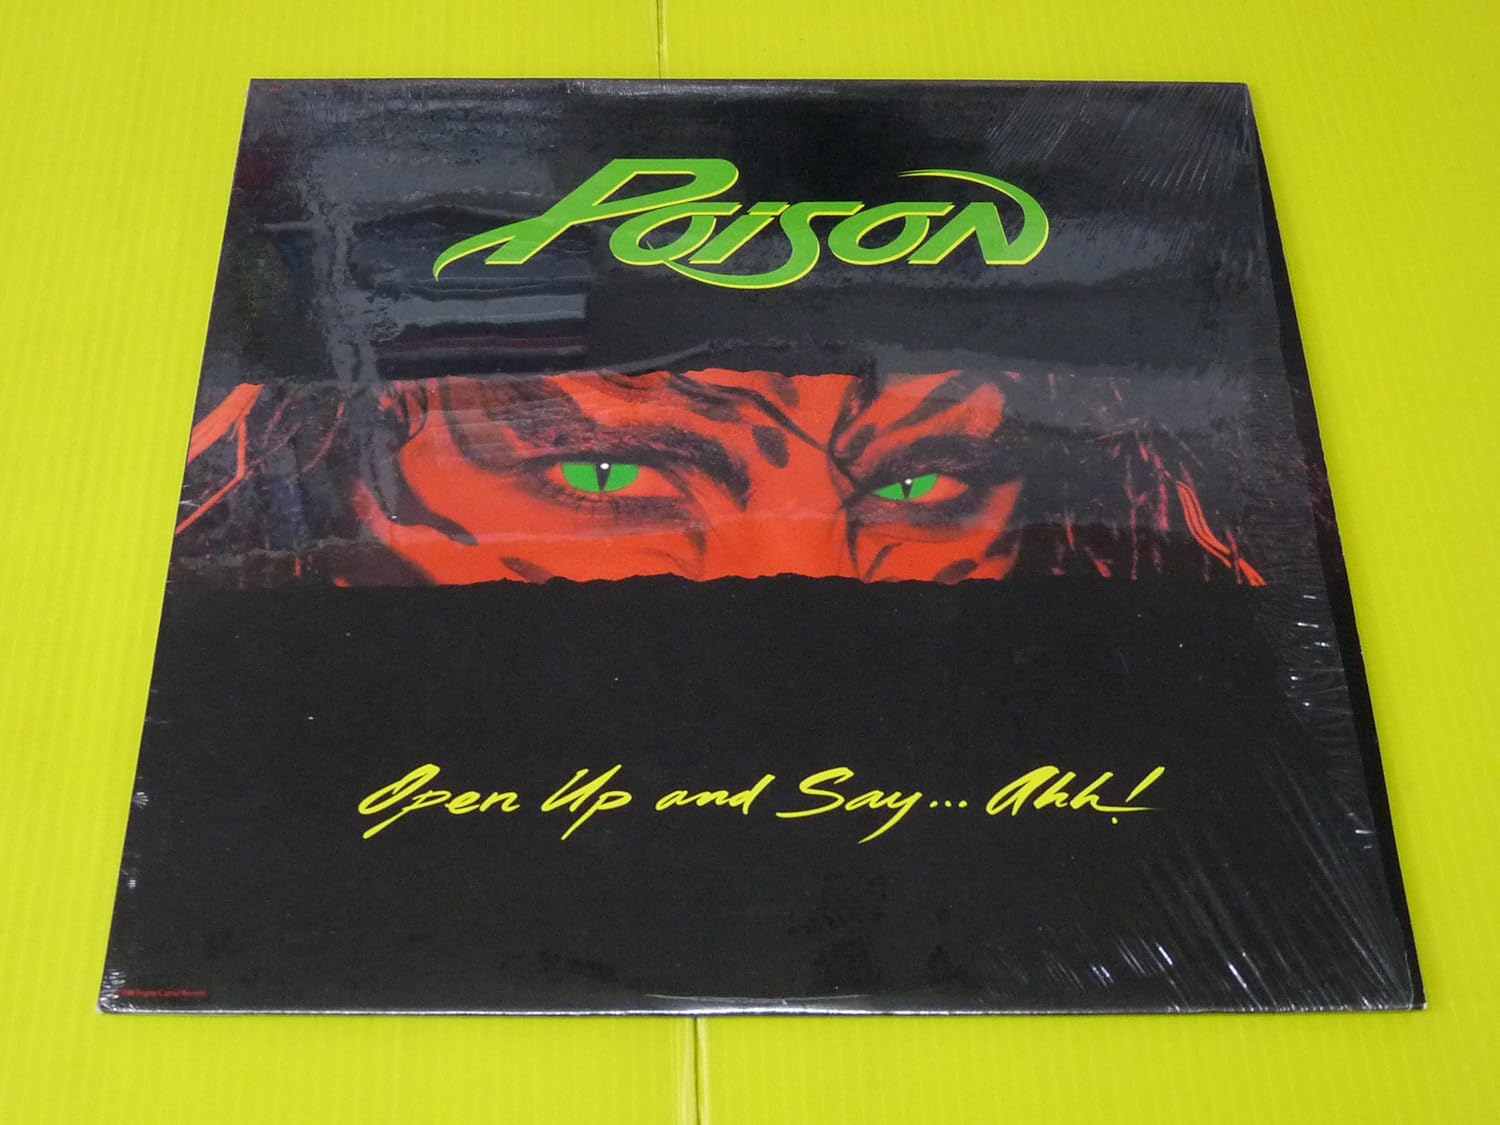 Poison
Open Up and Say... Ahh!